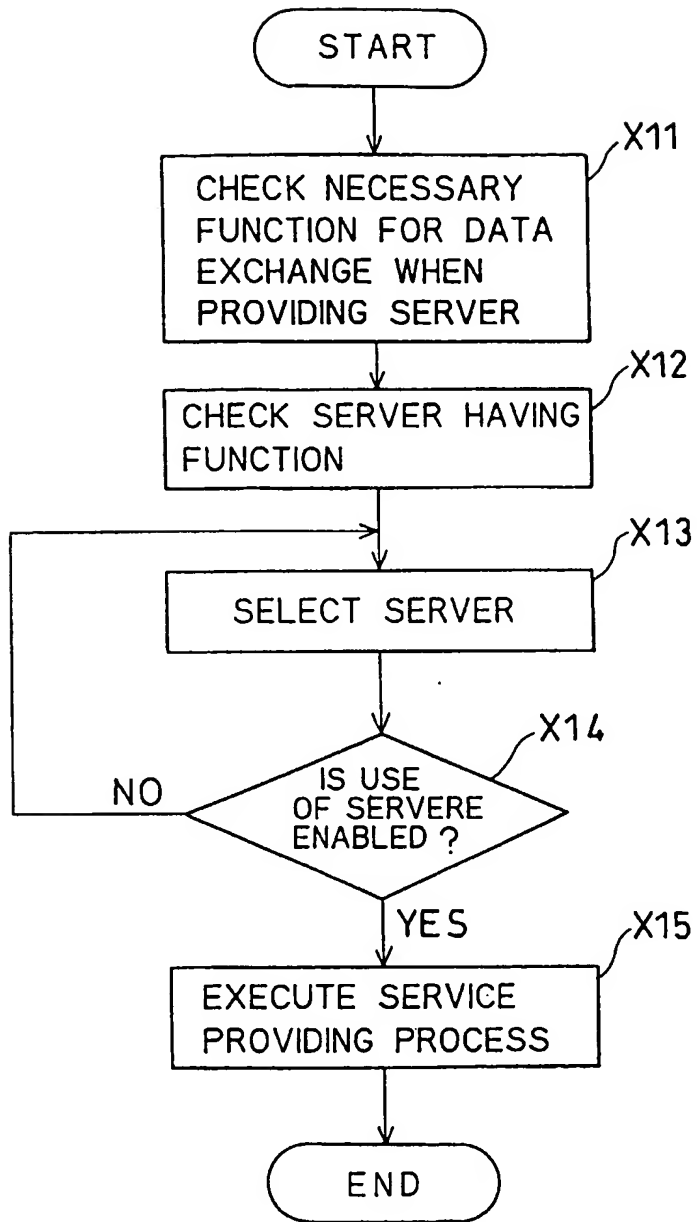 START
X11
CHECK NECESSARY
FUNCTION FOR DATA
EXCHANGE WHEN
PROVIDING SERVER
X12
CHECK SERVER HAVING
FUNCTION
X13
SELECT SERVER
X14
IS USE
OF SERVERE
ENABLED ?
NO
YES
X15
EXECUTE SERVICE
PROVIDING PROCESS
END